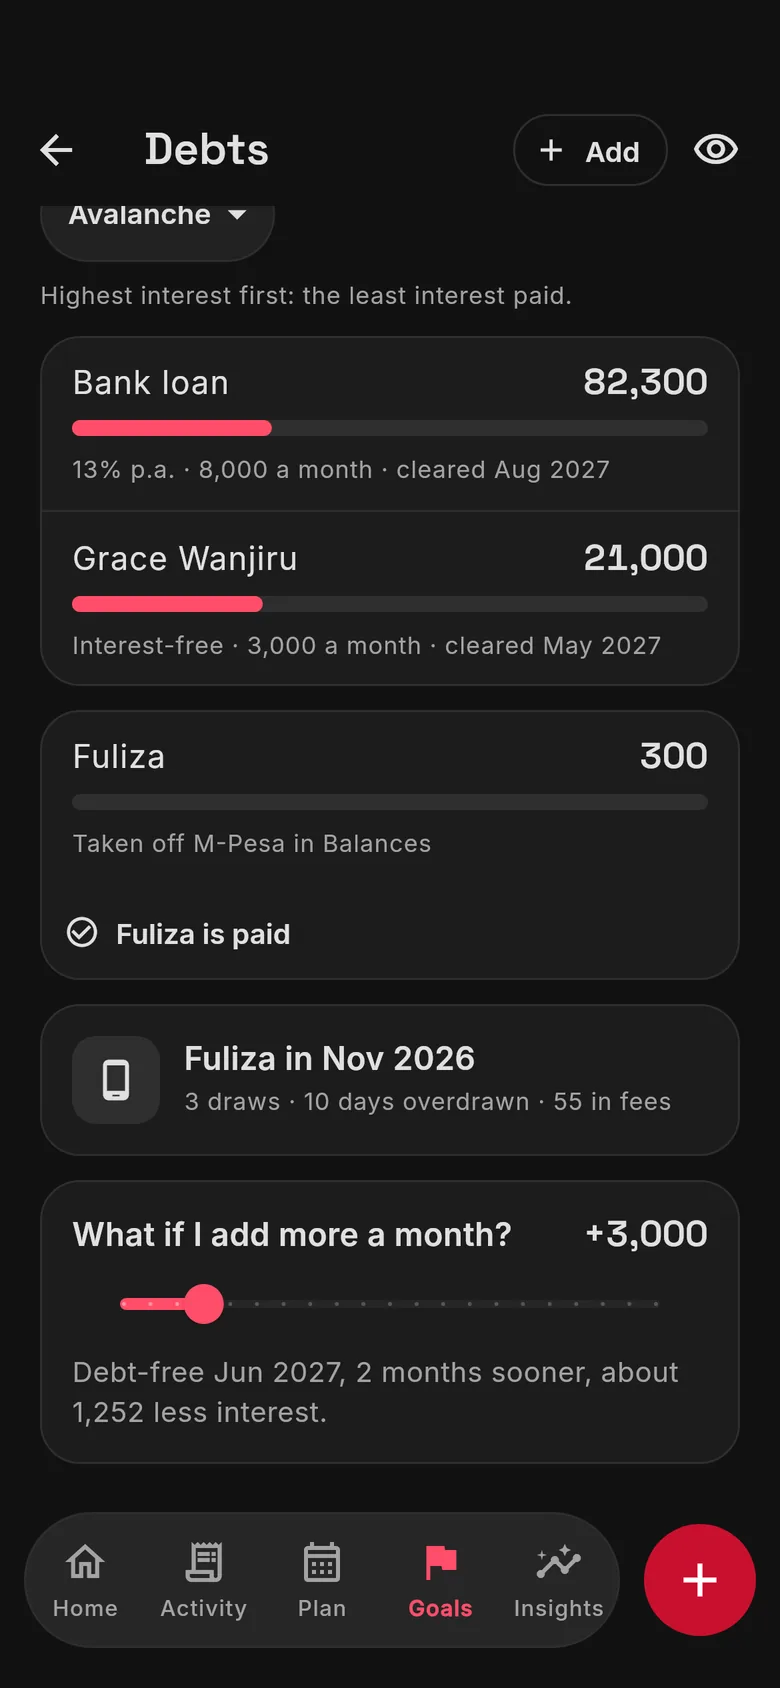 Debts
+ Add
Avalanche
Highest interest first: the least interest paid.
Bank loan 82,300
13% p.a. · 8,000 a month · cleared Aug 2027
Grace Wanjiru 21,000
Interest-free · 3,000 a month · cleared May 2027
Fuliza 300
Taken off M-Pesa in Balances
Fuliza is paid
Fuliza in Nov 2026
3 draws · 10 days overdrawn · 55 in fees
What if I add more a month? +3,000
Debt-free Jun 2027, 2 months sooner, about
1,252 less interest.
Home Activity Plan Goals Insights